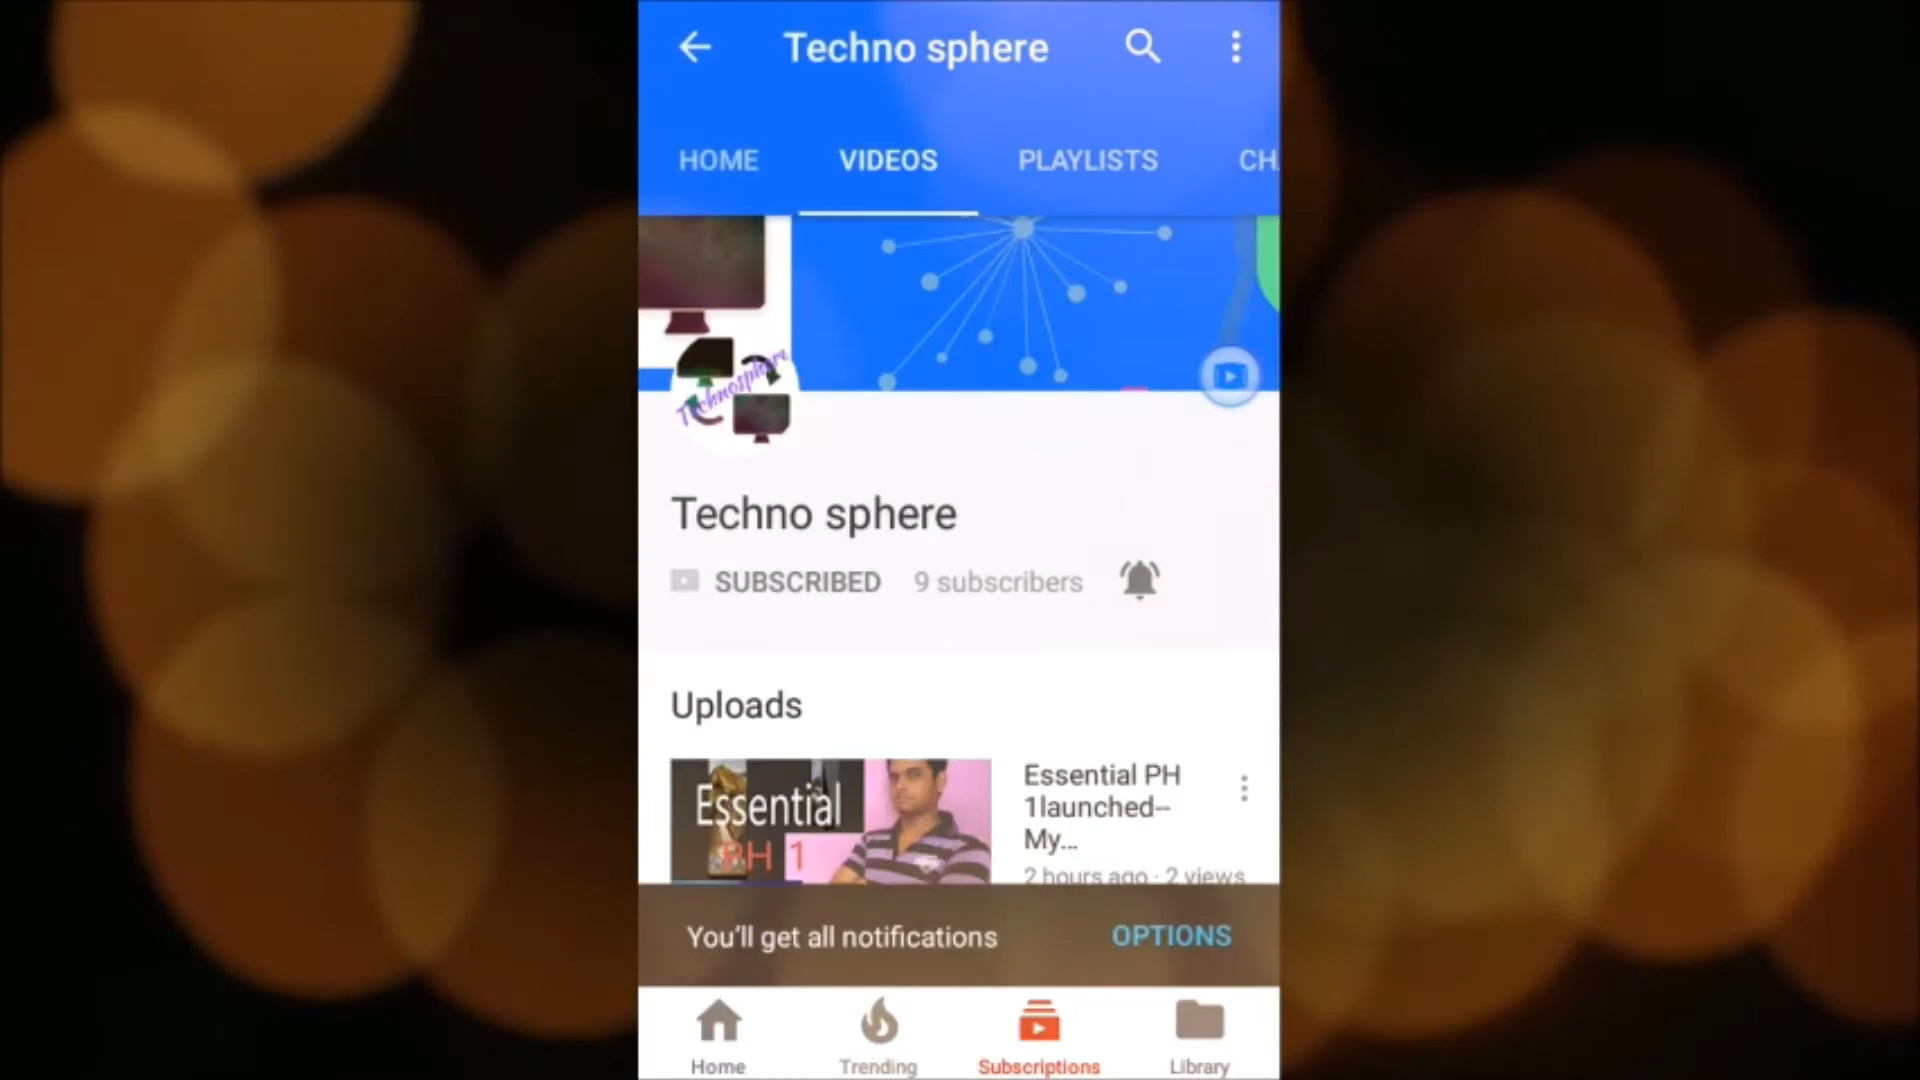 Techno sphere
HOME VIDEOS PLAYLISTS CH
Technosphere
Techno sphere
SUBSCRIBED 9 subscribers
Uploads
Essential
PH 1
Essential PH
1launched--
My...
2 hours ago · 2 views
You'll get all notifications OPTIONS
Home Trending Subscriptions Library